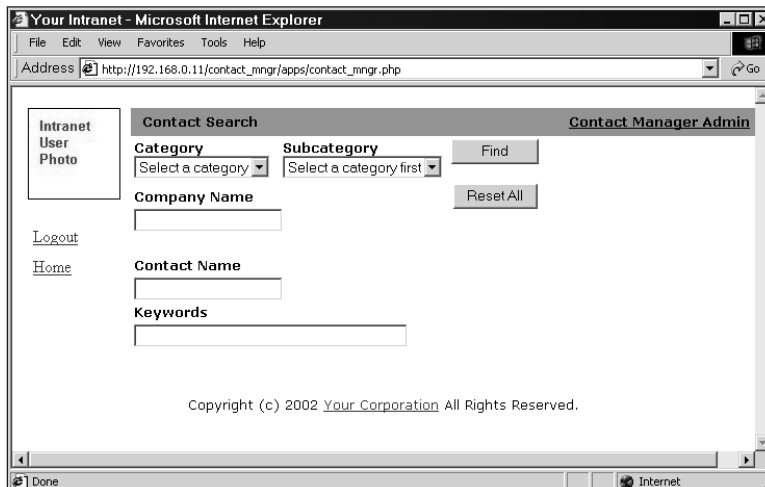 Your Intranet - Microsoft Internet Explorer
File Edit View Favorites Tools Help
Address http://192.168.0.11/contact_mngr/apps/contact_mngr.php Go
Intranet
User
Photo
Logout
Home
Contact Search Contact Manager Admin
Category Subcategory Find
Select a category Select a category first
Company Name Reset All
Contact Name
Keywords
Copyright (c) 2002 Your Corporation All Rights Reserved.
Done Internet